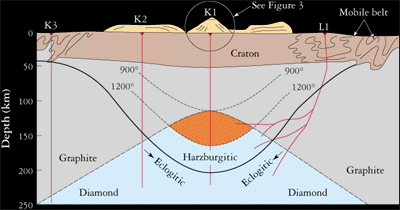 K3
K2
K1
See Figure 3
L1
Mobile belt
0
50
100
150
200
250
Depth (km)
Craton
900°
900°
1200°
1200°
Graphite
Harzburgitic
Graphite
Eclogitic
Eclogitic
Diamond
Diamond